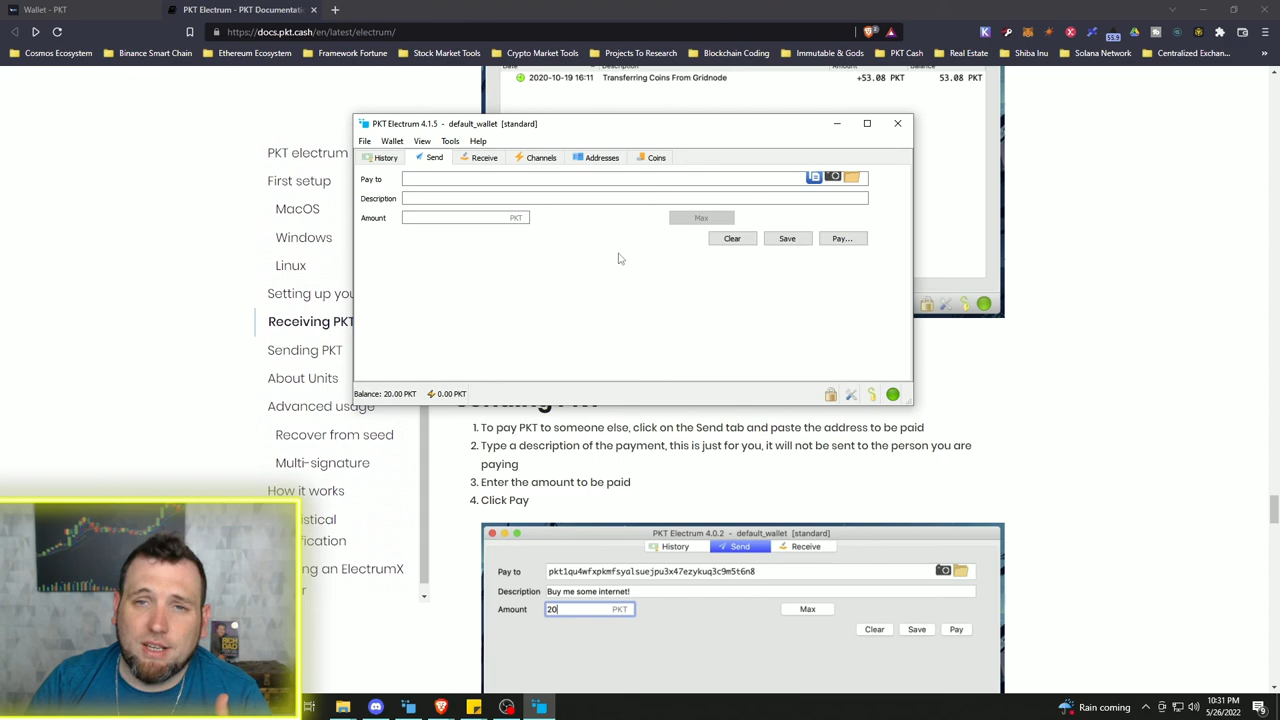 Wallet - PKT
PKT Electrum - PKT Documentati
https://docs.pkt.cash/en/latest/electrum/
Cosmos Ecosystem
Binance Smart Chain
Ethereum Ecosystem
Framework Fortune
Stock Market Tools
Crypto Market Tools
Projects To Research
Blockchain Coding
Immutable & Gods
PKT Cash
Real Estate
Shiba Inu
Solana Network
Centralized Exchan...
2020-10-19 16:11 Transferring Coins From Gridnode +53.08 PKT 53.08 PKT
PKT Electrum 4.1.5 - default_wallet [standard]
File Wallet View Tools Help
History Send Receive Channels Addresses Coins
Pay to
Description
Amount PKT Max
Clear Save Pay...
Balance: 20.00 PKT 0.00 PKT
PKT electrum
First setup
MacOS
Windows
Linux
Setting up you
Receiving PKT
Sending PKT
About Units
Advanced usage
Recover from seed
Multi-signature
How it works
Sending PKT
1. To pay PKT to someone else, click on the Send tab and paste the address to be paid
2. Type a description of the payment, this is just for you, it will not be sent to the person you are
paying
3. Enter the amount to be paid
4. Click Pay
PKT Electrum 4.0.2 - default_wallet [standard]
History Send Receive
Pay to pkt1qu4wfxpkmfsyalsuejpu3x47ezykuq3c9m5t6n8
Description Buy me some internet!
Amount 20 PKT Max
Clear Save Pay
RICH
DAD
Rain coming
10:31 PM
5/26/2022